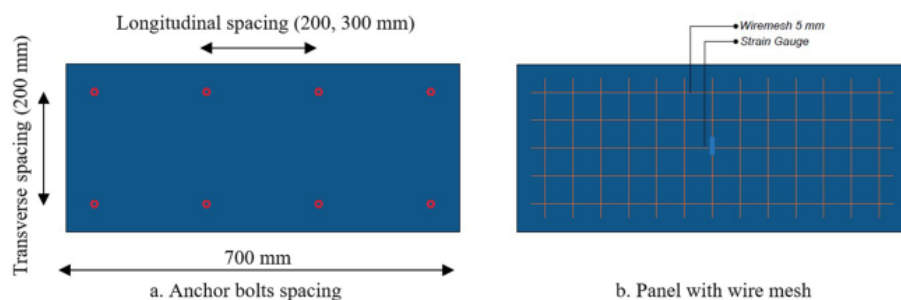 Longitudinal spacing (200, 300 mm)
Transverse spacing (200 mm)
700 mm
a. Anchor bolts spacing
Wiremesh 5 mm
Strain Gauge
b. Panel with wire mesh